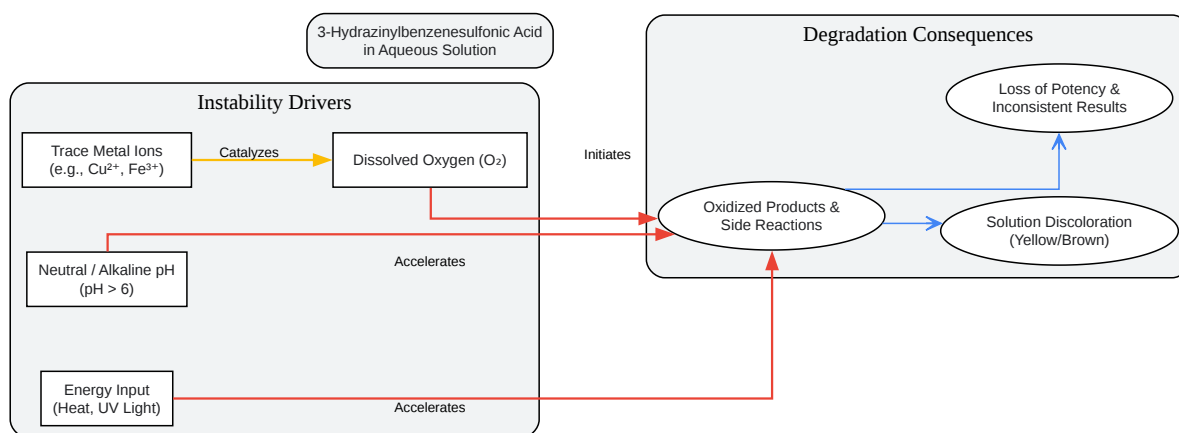 3-Hydrazinylbenzenesulfonic Acid
in Aqueous Solution
Degradation Consequences
Instability Drivers
Loss of Potency &
Inconsistent Results
Trace Metal Ions
(e.g., Cu²⁺, Fe³⁺)
Catalyzes
Dissolved Oxygen (O₂)
Initiates
Oxidized Products &
Side Reactions
Solution Discoloration
(Yellow/Brown)
Neutral / Alkaline pH
(pH > 6)
Accelerates
Energy Input
(Heat, UV Light)
Accelerates